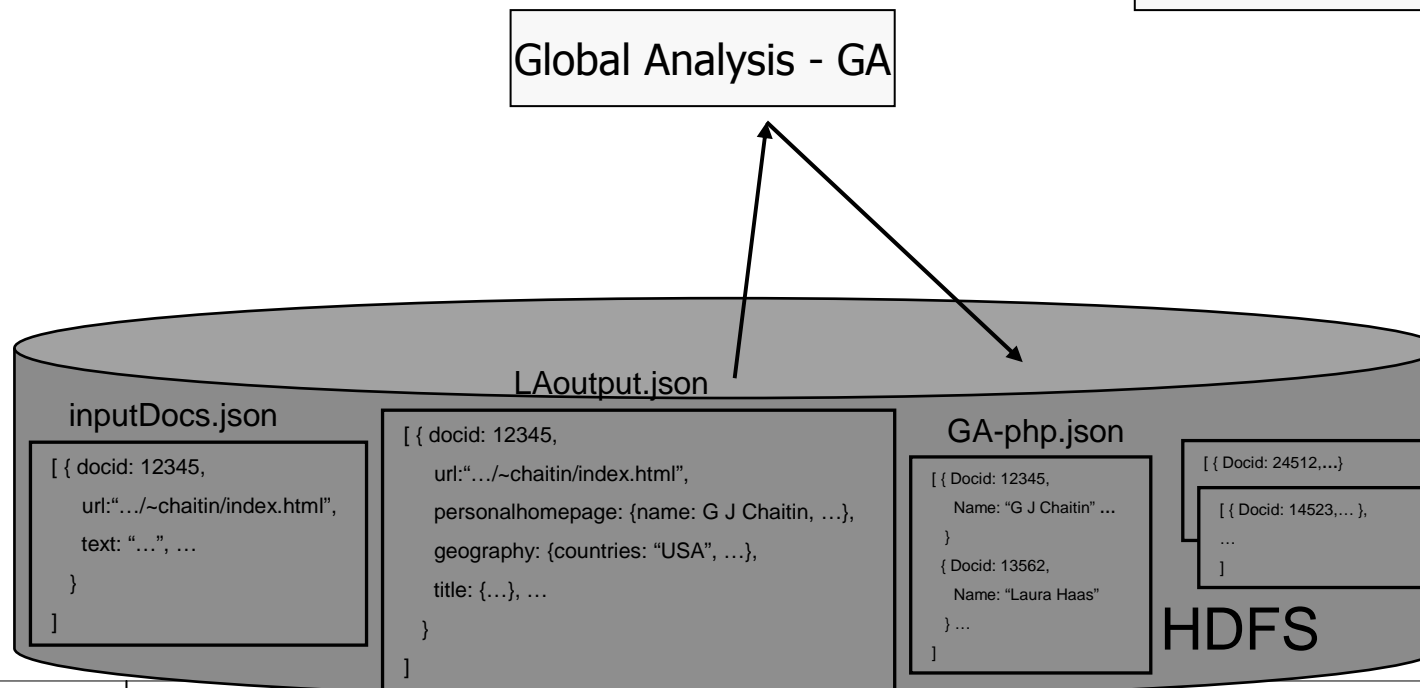 Global Analysis - GA
LAoutput.json
inputDocs.json
GA-php.json
[ { docid: 12345,
url:“…/~chaitin/index.html”,
text: “…”, …
}
]
[ { docid: 12345,
url:“…/~chaitin/index.html”,
personalhomepage: {name: G J Chaitin, …},
geography: {countries: “USA”, …},
title: {…}, …
}
]
[ { Docid: 12345,
Name: “G J Chaitin” …
}
{ Docid: 13562,
Name: “Laura Haas”
} …
]
[ { Docid: 24512,…}
[ { Docid: 14523,… },
…
]
HDFS